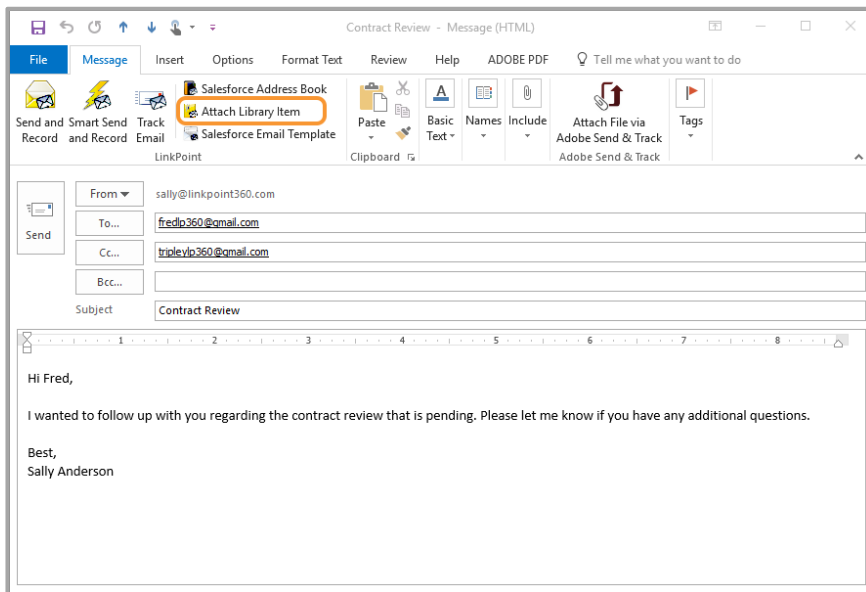 Contract Review - Message (HTML)
File Message Insert Options Format Text Review Help ADOBE PDF Tell me what you want to do
Send and Record
Smart Send and Record
Track Email
Salesforce Address Book
Attach Library Item
Salesforce Email Template
LinkPoint
Paste
Clipboard
Basic Text
Names
Include
Attach File via Adobe Send & Track
Adobe Send & Track
Tags
Send
From sally@linkpoint360.com
To... fredlp360@gmail.com
Cc... tripleylp360@gmail.com
Bcc...
Subject Contract Review
1 2 3 4 5 6 7 8
Hi Fred,
I wanted to follow up with you regarding the contract review that is pending. Please let me know if you have any additional questions.
Best,
Sally Anderson